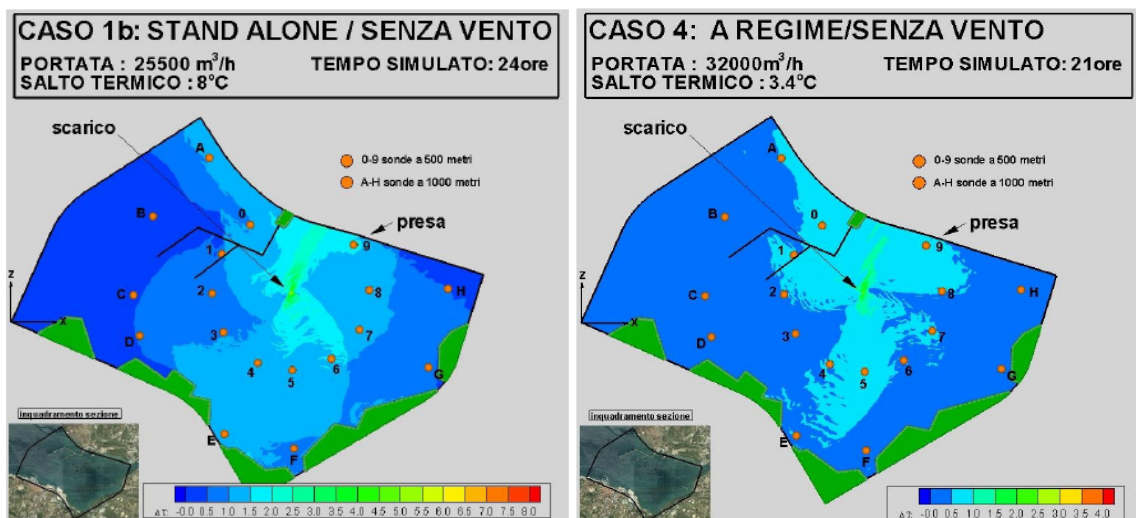 CASO 1b: STAND ALONE / SENZA VENTO
PORTATA : 25500 m³/h TEMPO SIMULATO: 24ore
SALTO TERMICO : 8°C
scarico
0-9 sonde a 500 metri
A-H sonde a 1000 metri
presa
A
B
0
1
9
C
2
8
H
D
3
7
4
5
6
G
E
F
z
x
inquadramento sezione
ΔT: -0.0 0.5 1.0 1.5 2.0 2.5 3.0 3.5 4.0 4.5 5.0 5.5 6.0 6.5 7.0 7.5 8.0
CASO 4: A REGIME/SENZA VENTO
PORTATA : 32000m³/h TEMPO SIMULATO: 21ore
SALTO TERMICO : 3.4°C
scarico
0-9 sonde a 500 metri
A-H sonde a 1000 metri
presa
A
B
0
1
9
C
2
8
H
D
3
7
4
5
6
G
E
F
z
x
inquadramento sezione
ΔT: -0.0 0.5 1.0 1.5 2.0 2.5 3.0 3.5 4.0